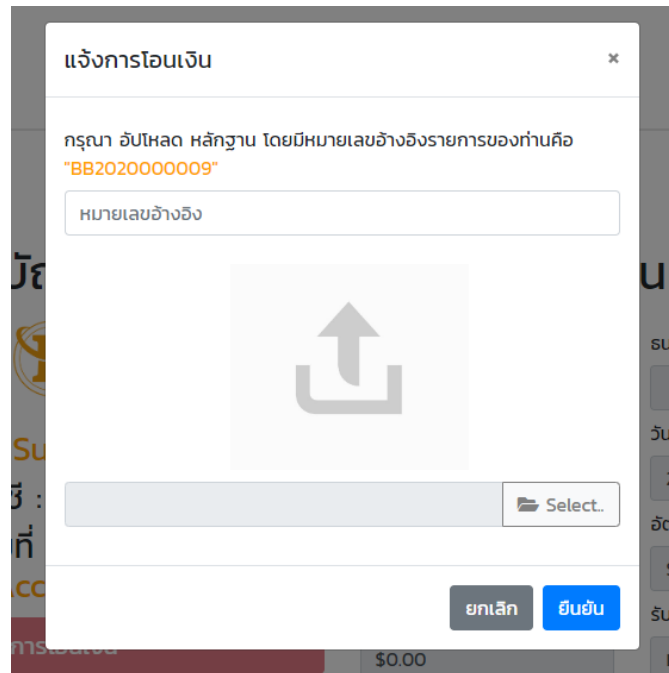 แจ้งการโอนเงิน ×
กรุณา อัปโหลด หลักฐาน โดยมีหมายเลขอ้างอิงรายการของท่านคือ
"BB2020000009"
หมายเลขอ้างอิง
Select..
ยกเลิก ยืนยัน
$0.00